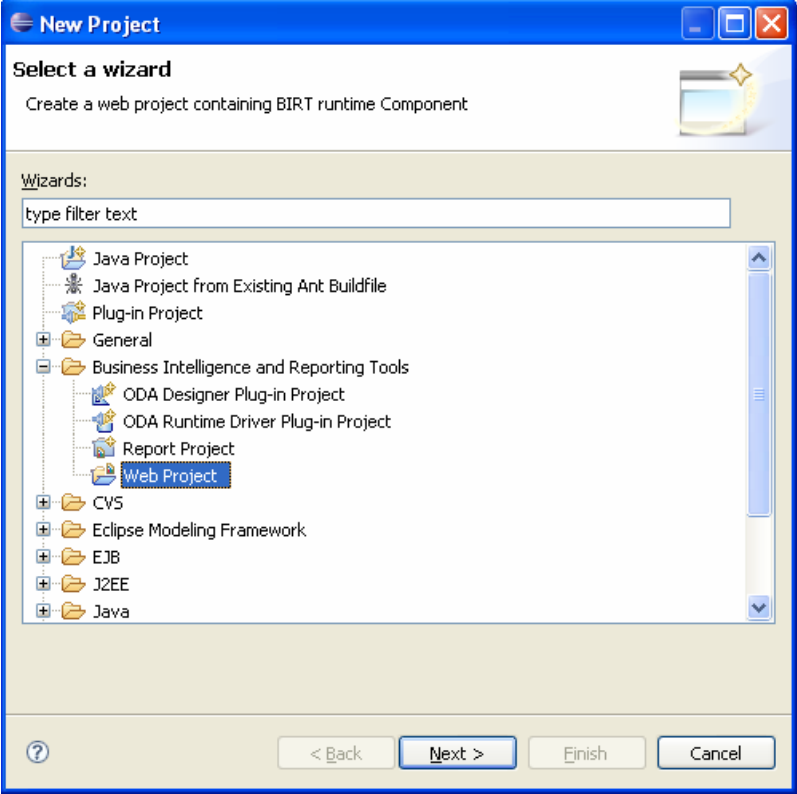 New Project
Select a wizard
Create a web project containing BIRT runtime Component
Wizards:
type filter text
Java Project
Java Project from Existing Ant Buildfile
Plug-in Project
General
Business Intelligence and Reporting Tools
ODA Designer Plug-in Project
ODA Runtime Driver Plug-in Project
Report Project
Web Project
CVS
Eclipse Modeling Framework
EJB
J2EE
Java
< Back Next > Finish Cancel